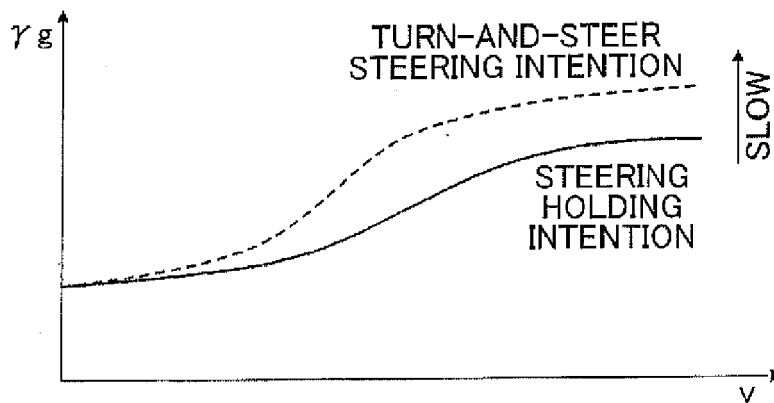 γg
TURN-AND-STEER
STEERING INTENTION
SLOW
STEERING
HOLDING
INTENTION
V